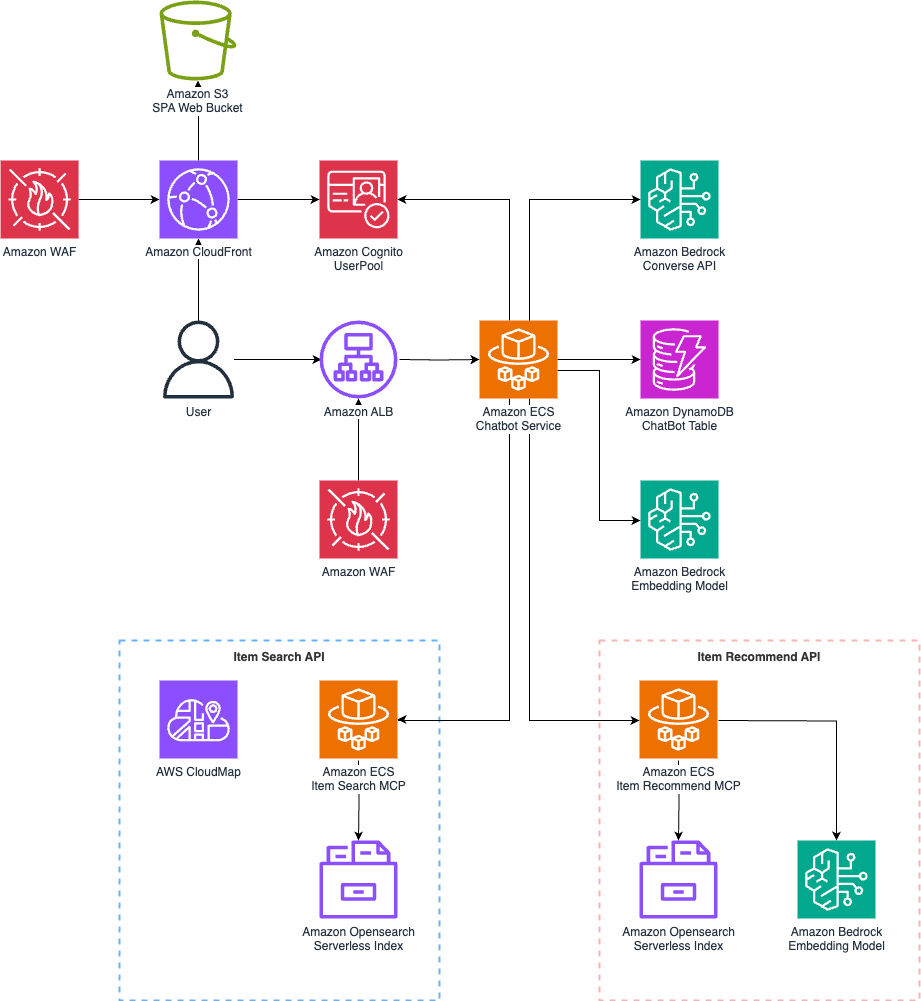 Amazon S3
SPA Web Bucket
Amazon WAF
Amazon CloudFront
Amazon Cognito
UserPool
Amazon Bedrock
Converse API
User
Amazon ALB
Amazon ECS
Chatbot Service
Amazon DynamoDB
ChatBot Table
Amazon WAF
Amazon Bedrock
Embedding Model
Item Search API
AWS CloudMap
Amazon ECS
Item Search MCP
Amazon Opensearch
Serverless Index
Item Recommend API
Amazon ECS
Item Recommend MCP
Amazon Opensearch
Serverless Index
Amazon Bedrock
Embedding Model